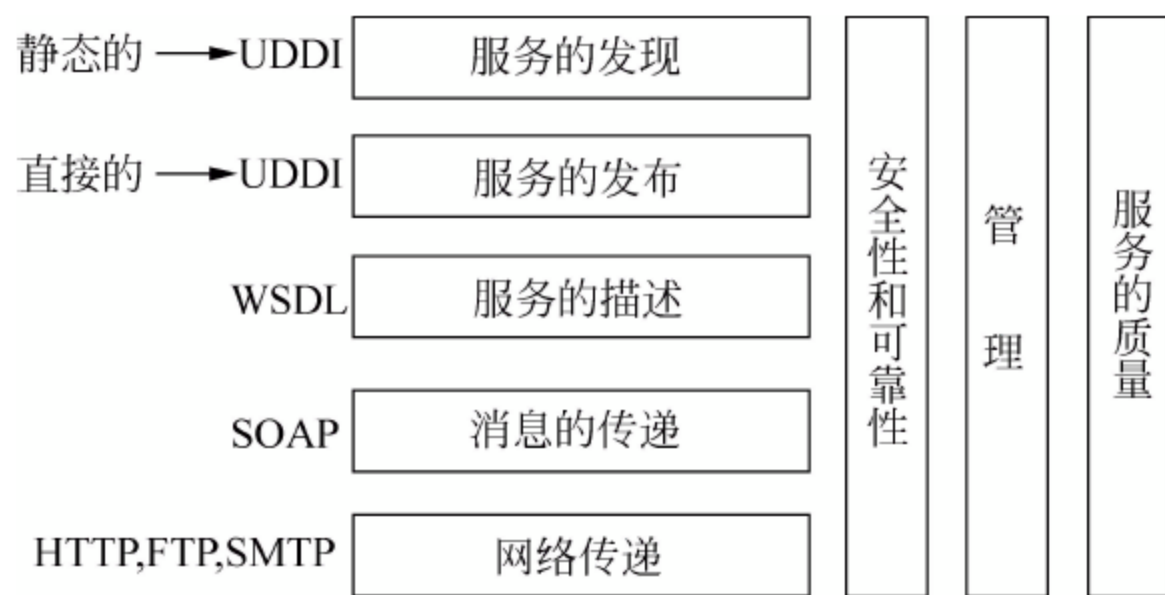 静态的 UDDI 服务的发现
直接的 UDDI 服务的发布
WSDL 服务的描述
SOAP 消息的传递
HTTP,FTP,SMTP 网络传递
安全性和可靠性
管理
服务的质量